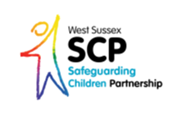 West Sussex
SCP
Safeguarding
Children Partnership